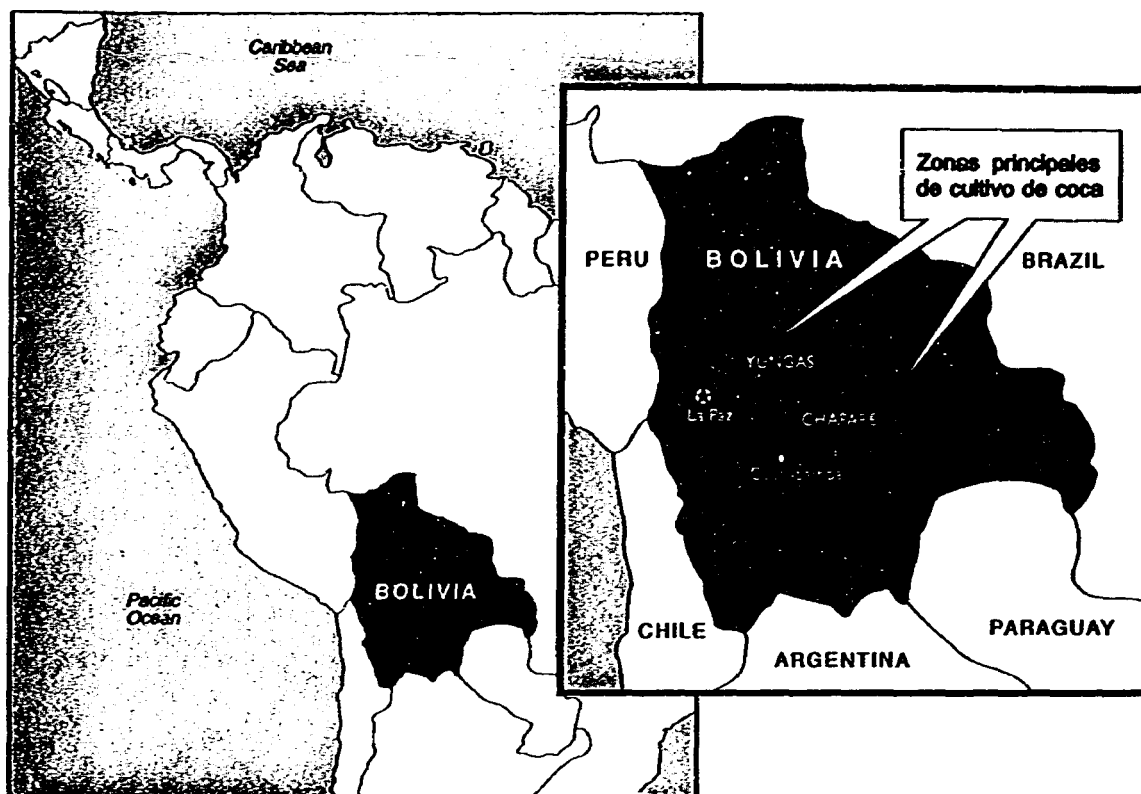 Caribbean
Sea
BOLIVIA
Pacific
Ocean
Zonas principales
de cultivo de coca
PERU
BOLIVIA
BRAZIL
YUNGAS
La Paz
CHAPARE
CHILE
ARGENTINA
PARAGUAY